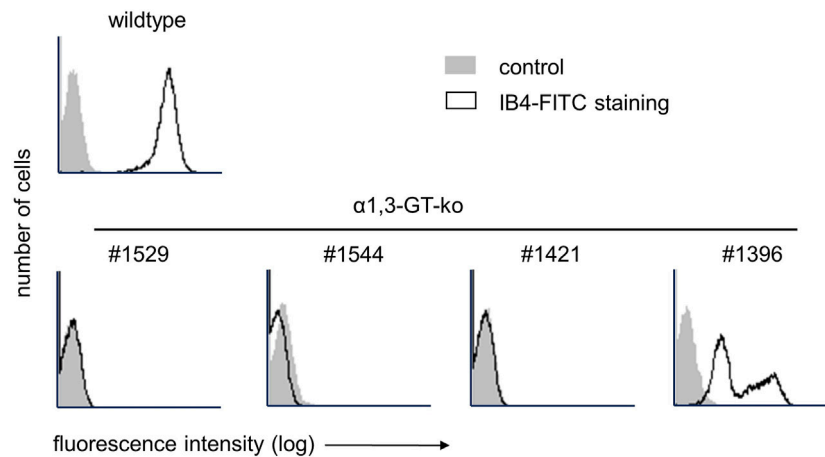 wildtype
control
IB4-FITC staining
number of cells
α1,3-GT-ko
#1529 #1544 #1421 #1396
fluorescence intensity (log)